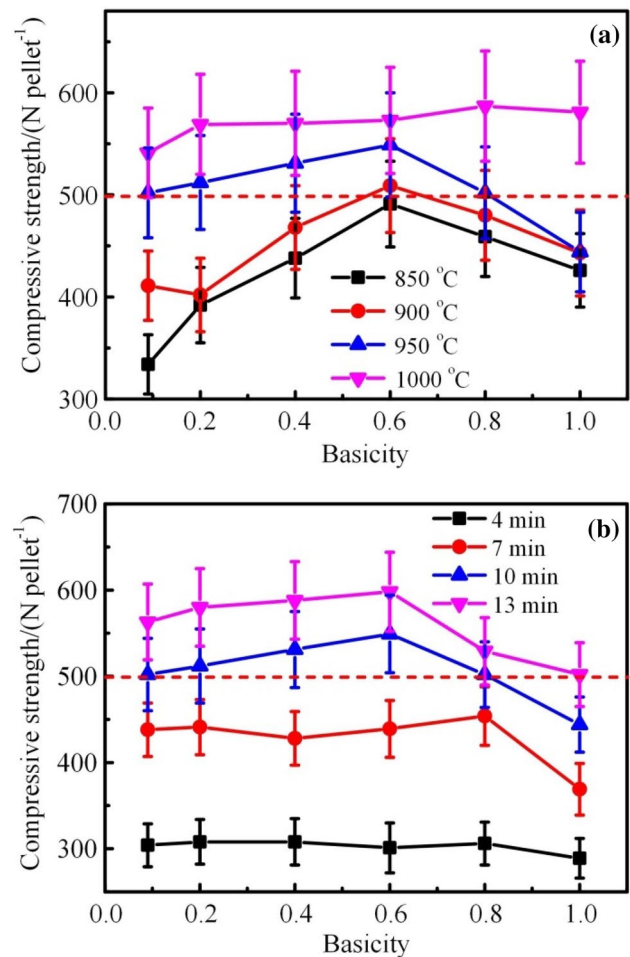 (a)
Compressive strength/(N pellet⁻¹)
600
500
400
300
850 °C
900 °C
950 °C
1000 °C
0.0 0.2 0.4 0.6 0.8 1.0
Basicity
(b)
Compressive strength/(N pellet⁻¹)
700
600
500
400
300
4 min
7 min
10 min
13 min
0.0 0.2 0.4 0.6 0.8 1.0
Basicity